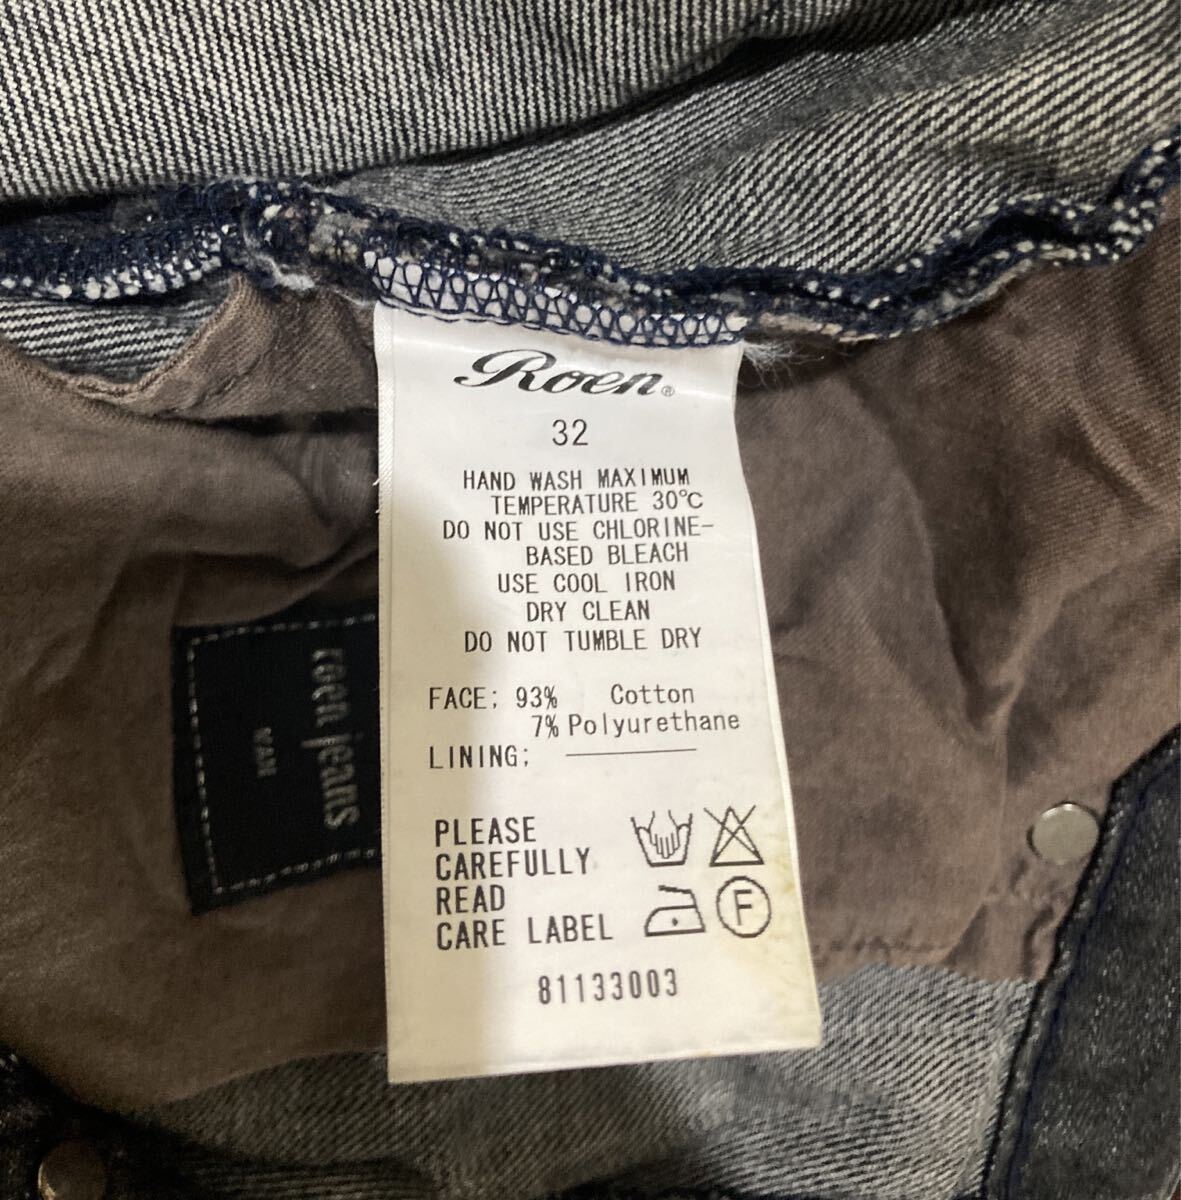 Roen®
32
HAND WASH MAXIMUM
TEMPERATURE 30℃
DO NOT USE CHLORINE-
BASED BLEACH
USE COOL IRON
DRY CLEAN
DO NOT TUMBLE DRY
FACE; 93% Cotton
7% Polyurethane
LINING;
PLEASE
CAREFULLY
READ
CARE LABEL
F
81133003
roen jeans